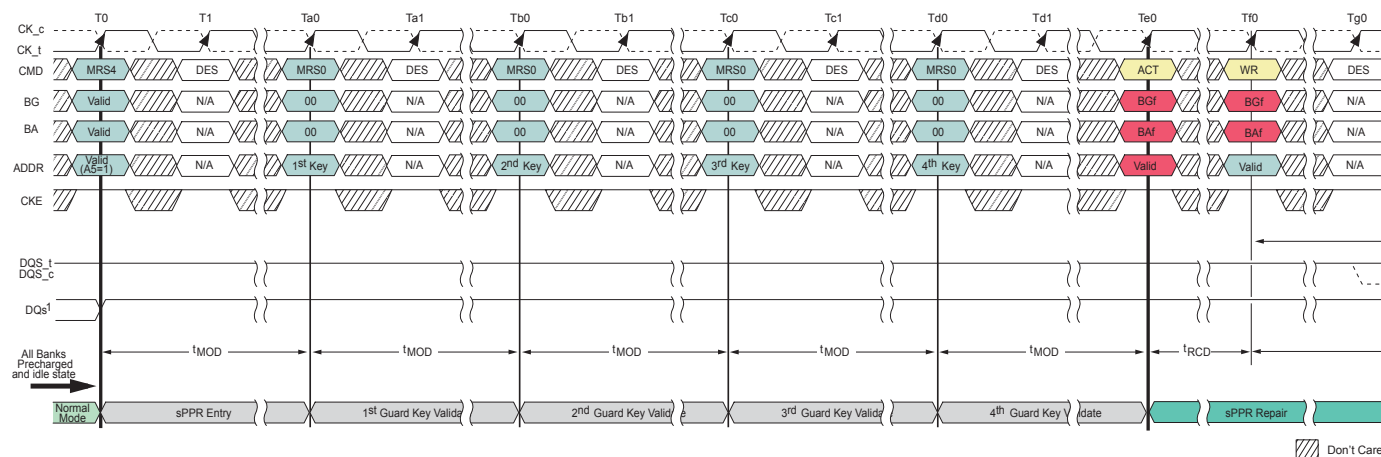 T0 T1 Ta0 Ta1 Tb0 Tb1 Tc0 Tc1 Td0 Td1 Te0 Tf0 Tg0
CK_c
CK_t
CMD MRS4 DES MRS0 DES MRS0 DES MRS0 DES MRS0 DES ACT WR DES
BG Valid N/A 00 N/A 00 N/A 00 N/A 00 N/A BGf BGf N/A
BA Valid N/A 00 N/A 00 N/A 00 N/A 00 N/A BAf BAf N/A
ADDR Valid (A5=1) N/A 1st Key N/A 2nd Key N/A 3rd Key N/A 4th Key N/A Valid Valid N/A
CKE
DQS_t
DQS_c
DQs1
tMOD tMOD tMOD tMOD tMOD tRCD
All Banks
Precharged
and idle state
Normal Mode sPPR Entry 1st Guard Key Valida 2nd Guard Key Valid e 3rd Guard Key Valida 4th Guard Key V idate sPPR Repair
Don't Care